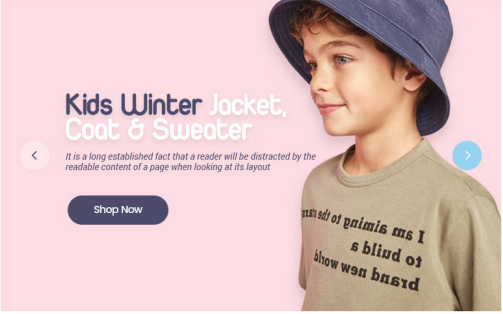 Kids Winter Jacket,
Coat & Sweater
It is a long established fact that a reader will be distracted by the
readable content of a page when looking at its layout
Shop Now
I am aiming to the stars
to build a
brand new world